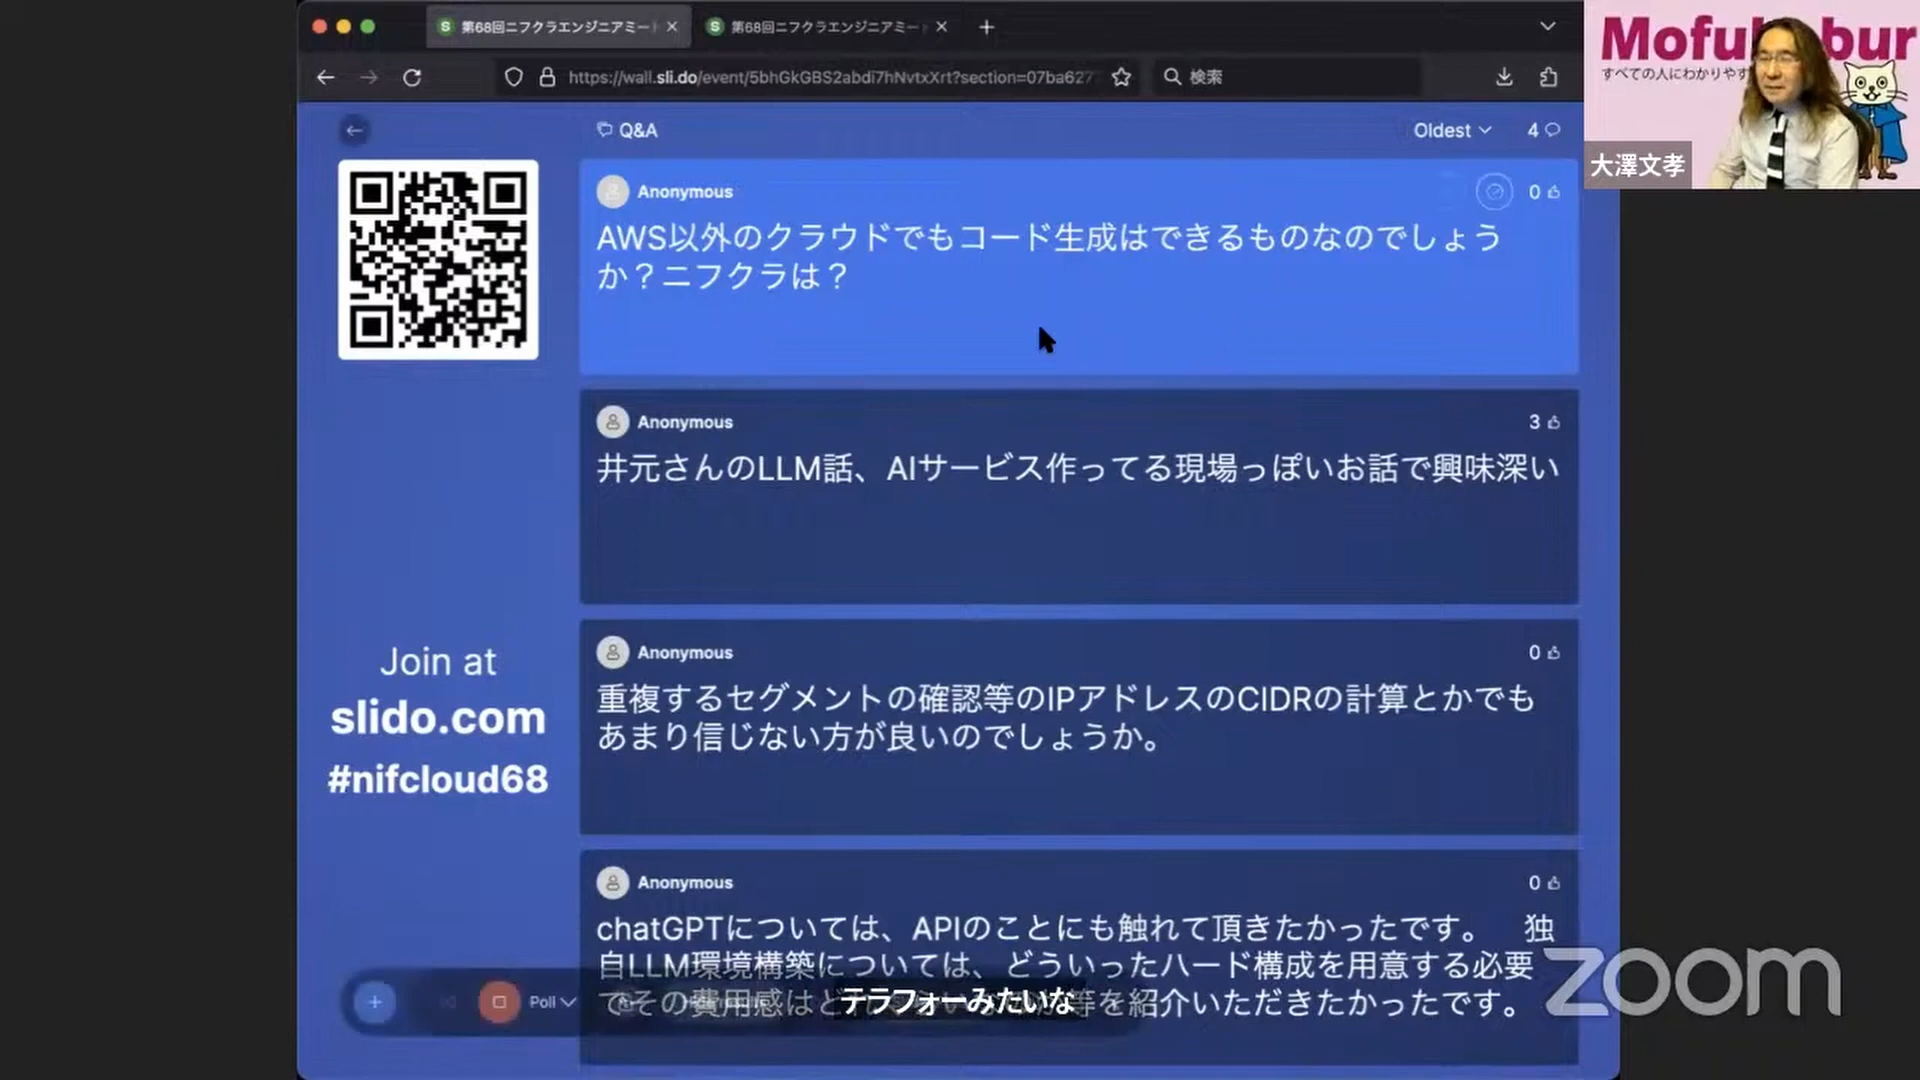 第68回ニフクラエンジニアミート
第68回ニフクラエンジニアミート
https://wall.sli.do/event/5bhGkGBS2abdi7hNvtxXrt?section=07ba627
検索
Mofu bur
すべての人にわかりやす
大澤文孝
Q&A
Oldest
4
Anonymous
0
AWS以外のクラウドでもコード生成はできるものなのでしょう
か？ニフクラは？
Anonymous
3
井元さんのLLM話、AIサービス作ってる現場っぽいお話で興味深い
Join at
slido.com
#nifcloud68
Anonymous
0
重複するセグメントの確認等のIPアドレスのCIDRの計算とかでも
あまり信じない方が良いのでしょうか。
Anonymous
0
chatGPTについては、APIのことにも触れて頂きたかったです。　独
自LLM環境構築については、どういったハード構成を用意する必要
でその費用感はど 等を紹介いただきたかったです。
Poll
テラフォーみたいな
zoom